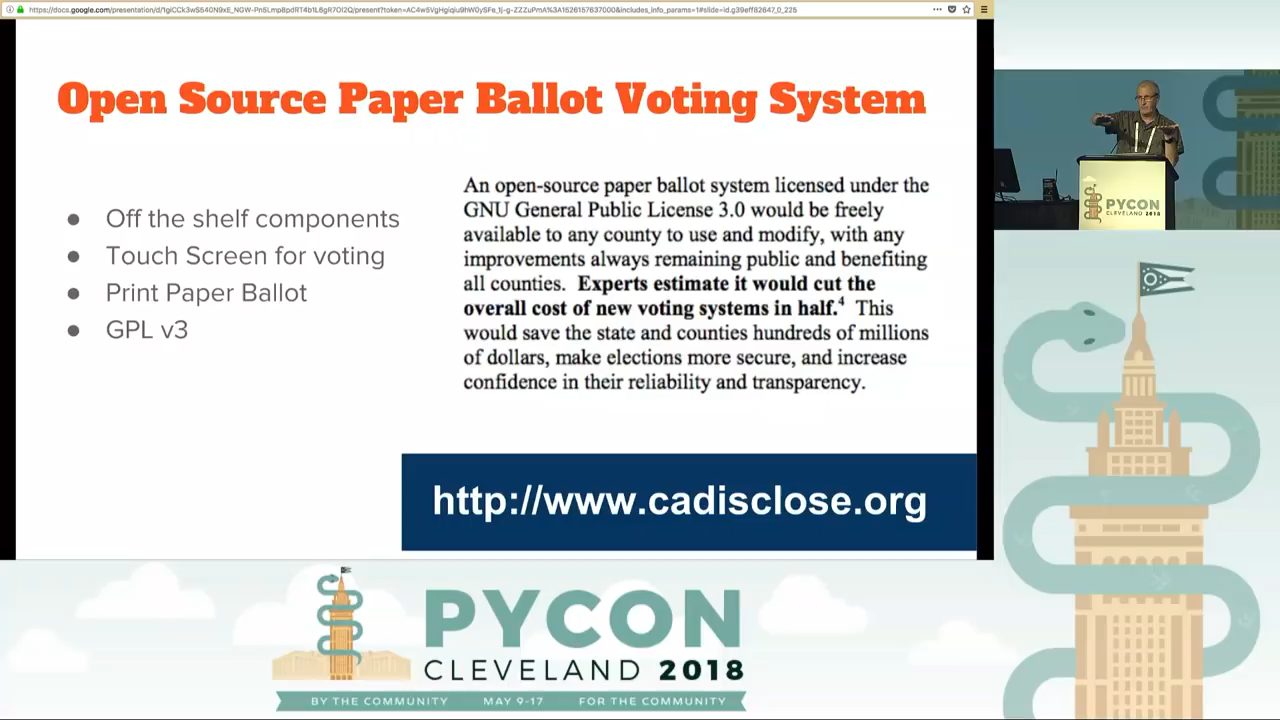 Open Source Paper Ballot Voting System
● Off the shelf components
● Touch Screen for voting
● Print Paper Ballot
● GPL v3
An open-source paper ballot system licensed under the
GNU General Public License 3.0 would be freely
available to any county to use and modify, with any
improvements always remaining public and benefiting
all counties. Experts estimate it would cut the
overall cost of new voting systems in half.4 This
would save the state and counties hundreds of millions
of dollars, make elections more secure, and increase
confidence in their reliability and transparency.
http://www.cadisclose.org
PYCON
CLEVELAND 2018
PYCON
CLEVELAND 2018
BY THE COMMUNITY MAY 9-17 FOR THE COMMUNITY